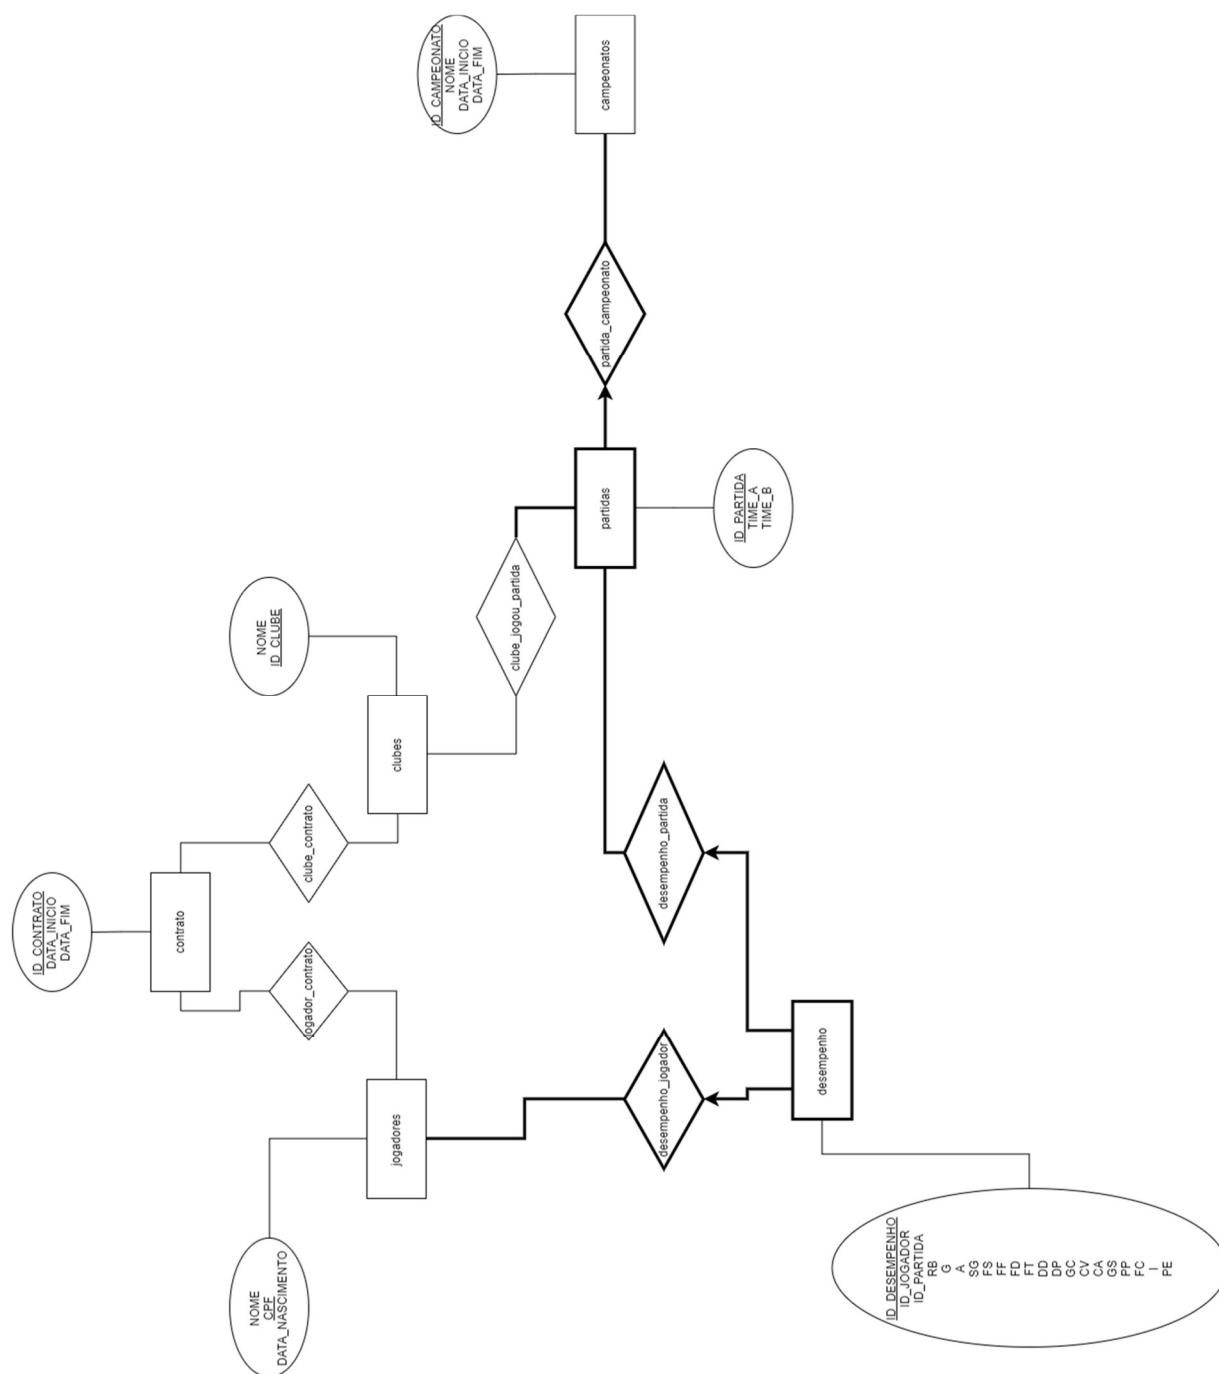 ID_CAMPEONATO
NOME
DATA_INICIO
DATA_FIM
campeonatos
partida_campeonato
partidas
ID_PARTIDA
TIME_A
TIME_B
clube_jogou_partida
NOME
ID_CLUBE
clubes
clube_contrato
ID_CONTRATO
DATA_INICIO
DATA_FIM
contrato
jogador_contrato
jogadores
NOME
CPF
DATA_NASCIMENTO
desempenho_partida
desempenho_jogador
desempenho
ID_DESEMPENHO
ID_JOGADOR
ID_PARTIDA
RB
G
A
SG
FS
FF
FD
FT
DD
DP
GC
CV
CA
GS
PP
FC
I
PE